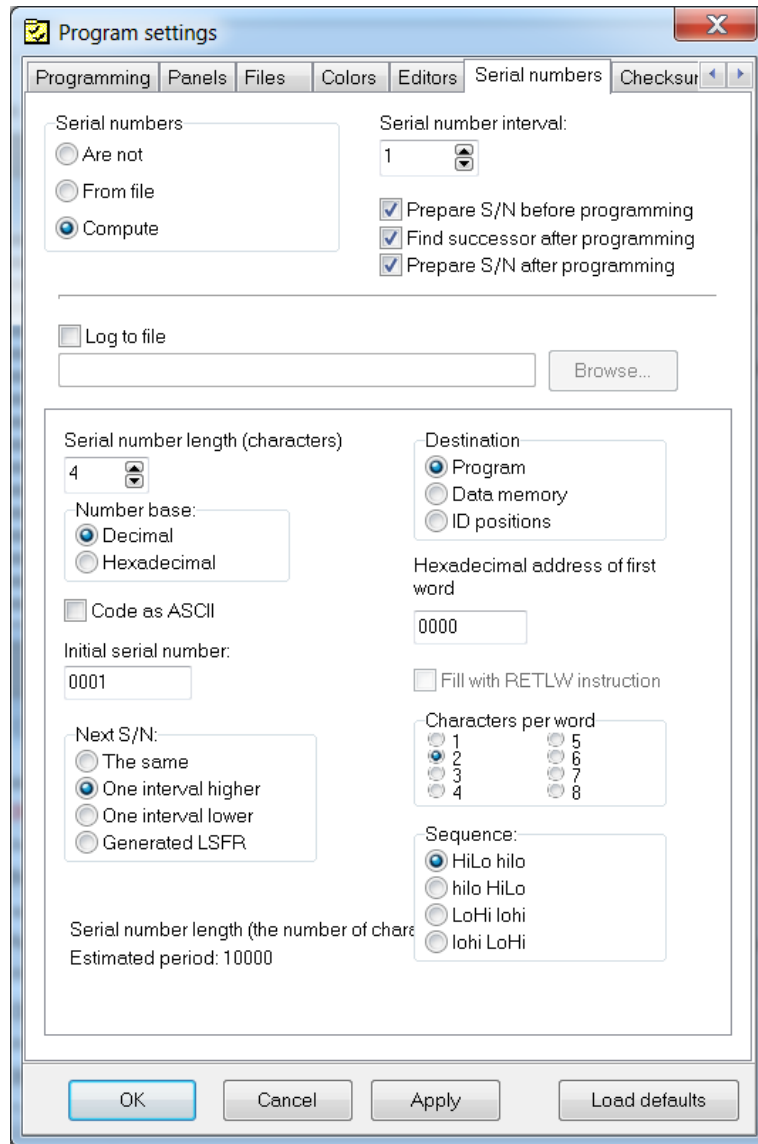 Program settings
Programming Panels Files Colors Editors Serial numbers Checksur
Serial numbers
Are not
From file
Compute
Serial number interval:
1
Prepare S/N before programming
Find successor after programming
Prepare S/N after programming
Log to file
Browse...
Serial number length (characters)
4
Number base:
Decimal
Hexadecimal
Code as ASCII
Initial serial number:
0001
Next S/N:
The same
One interval higher
One interval lower
Generated LSFR
Serial number length (the number of chara
Estimated period: 10000
Destination
Program
Data memory
ID positions
Hexadecimal address of first
word
0000
Fill with RETLW instruction
Characters per word
1 5
2 6
3 7
4 8
Sequence:
HiLo hilo
hilo HiLo
LoHi lohi
lohi LoHi
OK Cancel Apply Load defaults